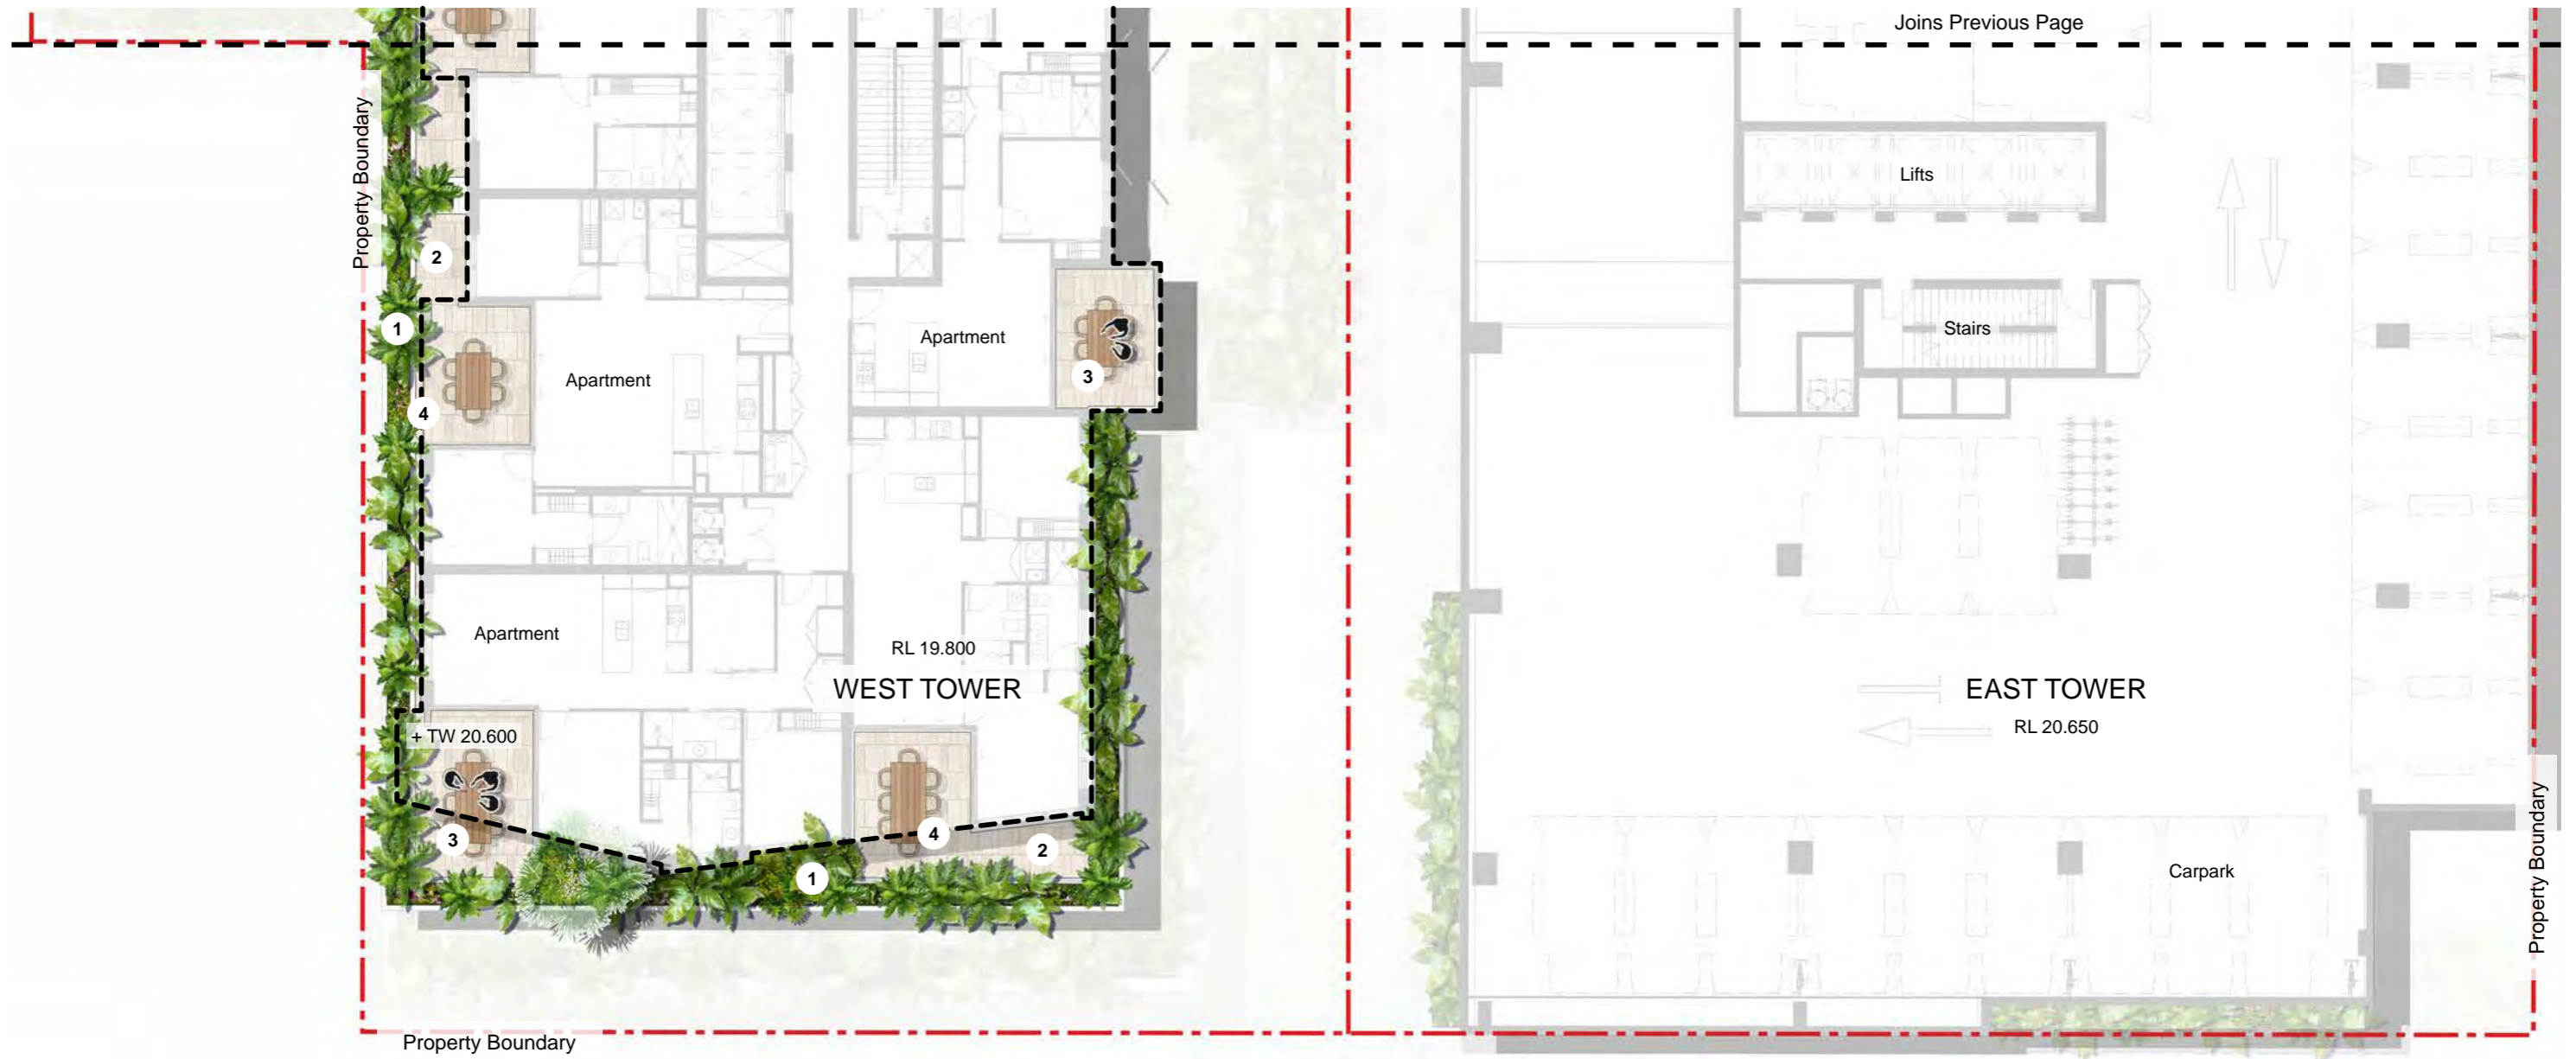 Joins Previous Page
Property Boundary
Lifts
2
1
Apartment
3
Stairs
Apartment
4
Apartment
RL 19.800
WEST TOWER
EAST TOWER
RL 20.650
+ TW 20.600
3
4
2
1
Carpark
Property Boundary
Property Boundary